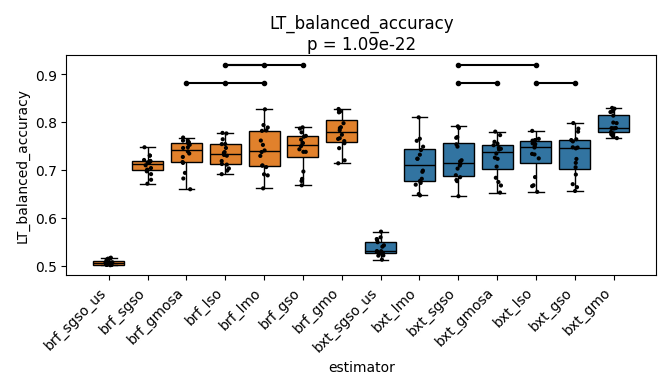 LT_balanced_accuracy
p = 1.09e-22
LT_balanced_accuracy
0.9
0.8
0.7
0.6
0.5
brf_sgso_us
brf_sgso
brf_gmosa
brf_lso
brf_lmo
brf_gso
brf_gmo
bxt_sgso_us
bxt_lmo
bxt_sgso
bxt_gmosa
bxt_lso
bxt_gso
bxt_gmo
estimator